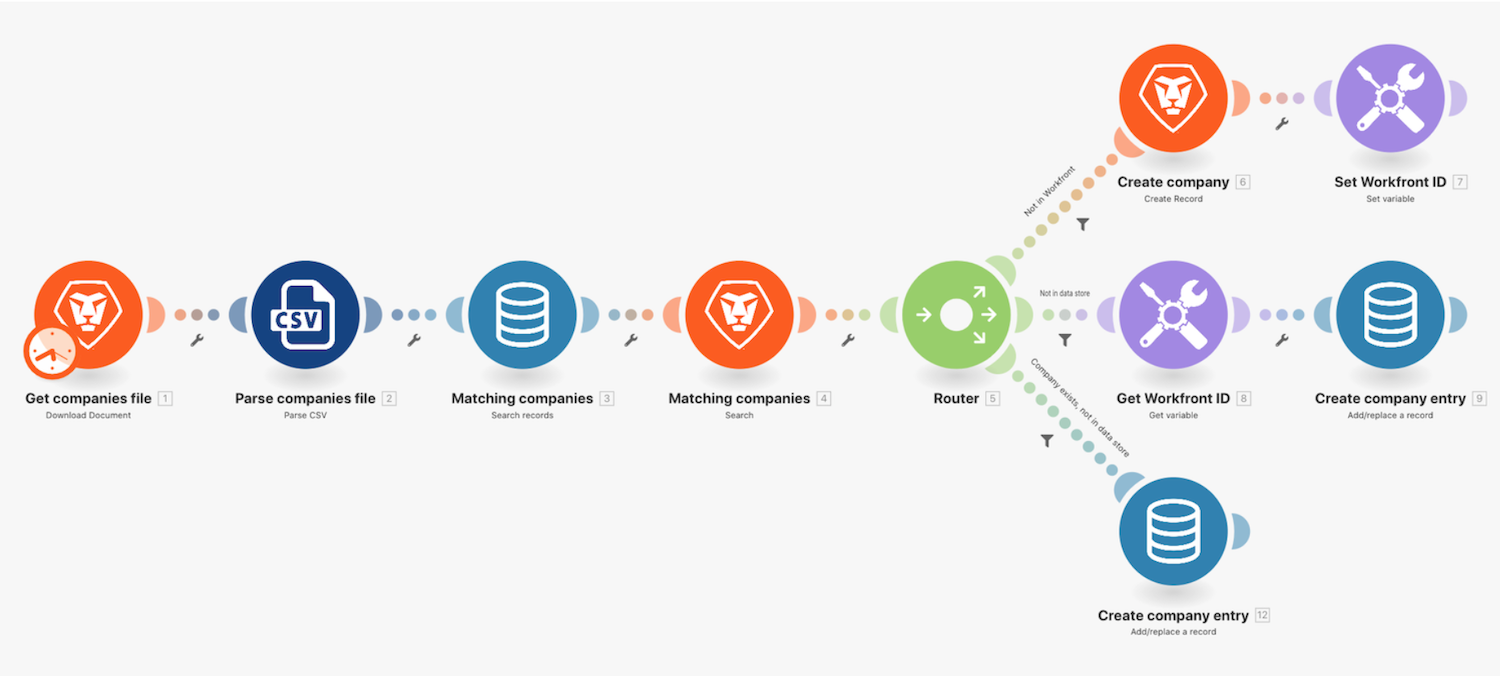 Get companies file 1
Download Document
Parse companies file 2
Parse CSV
CSV
Matching companies 3
Search records
Matching companies 4
Search
Router 5
Not in Workfront
Create company 6
Create Record
Set Workfront ID 7
Set variable
Not in data store
Get Workfront ID 8
Get variable
Create company entry 9
Add/replace a record
Company exists, not in data store
Create company entry 12
Add/replace a record